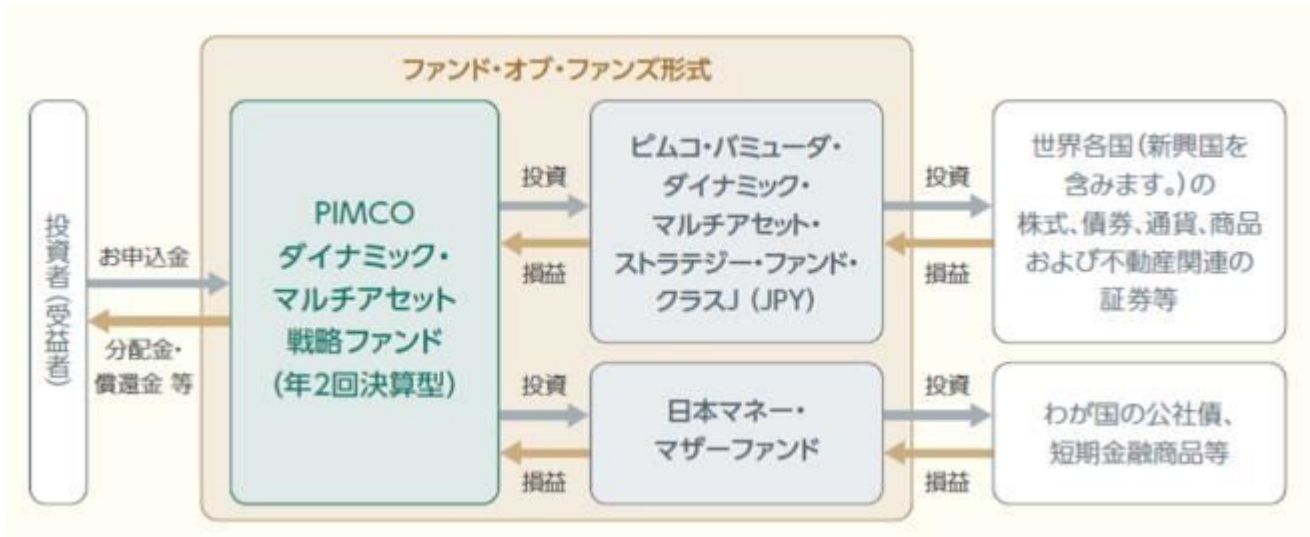 ファンド・オブ・ファンズ形式
投資者（受益者）
お申込金
分配金・
償還金 等
PIMCO
ダイナミック・
マルチアセット
戦略ファンド
（年2回決算型）
投資
損益
ピムコ・バミューダ・
ダイナミック・
マルチアセット・
ストラテジー・ファンド・
クラスJ（JPY）
投資
損益
世界各国（新興国を
含みます。）の
株式、債券、通貨、商品
および不動産関連の
証券等
投資
損益
日本マネー・
マザーファンド
投資
損益
わが国の公社債、
短期金融商品等